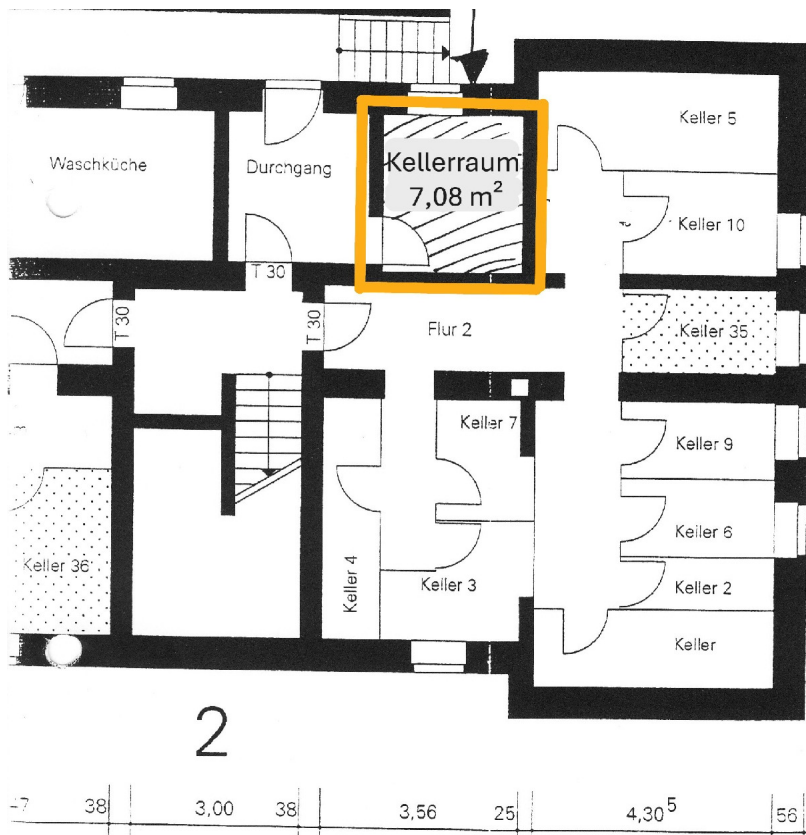 Keller 5
Waschküche
Durchgang
Kellerraum
7,08 m²
Keller 10
T 30
T 30
T 30
Flur 2
Keller 35
Keller 7
Keller 9
Keller 6
Keller 36
Keller 4
Keller 3
Keller 2
Keller
2
38
3,00
38
3,56
25
4,30⁵
56